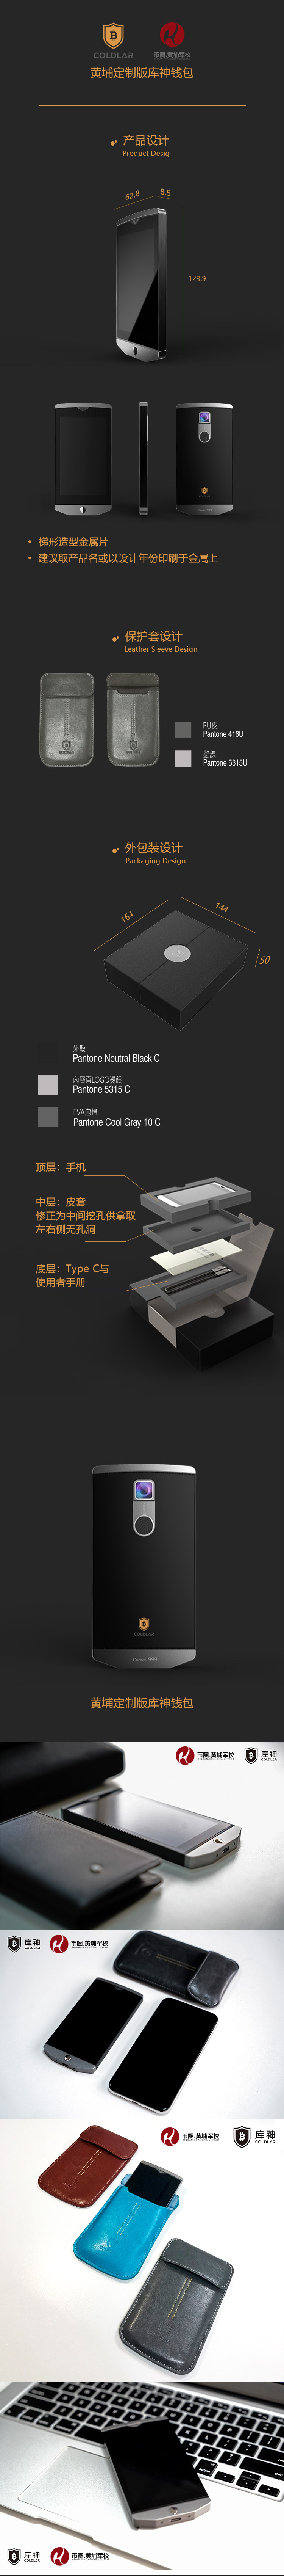 COLDLAR
币圈.黄埔军校
黄埔定制版库神钱包
产品设计
Product Desig
62.8
8.5
123.9
• 梯形造型金属片
• 建议取产品名或以设计年份印刷于金属上
保护套设计
Leather Sleeve Design
PU皮
Pantone 416U
縫線
Pantone 5315U
外包装设计
Packaging Design
164
144
50
外殼
Pantone Neutral Black C
內層頁LOGO燙銀
Pantone 5315 C
EVA泡棉
Pantone Cool Gray 10 C
顶层：手机
中层：皮套
修正为中间挖孔供拿取
左右侧无孔洞
底层：Type C与
使用者手册
COLDLAR
999
黄埔定制版库神钱包
币圈.黄埔军校
库神
COLDLAR
库神
COLDLAR
币圈.黄埔军校
币圈.黄埔军校
库神
COLDLAR
库神
COLDLAR
币圈.黄埔军校